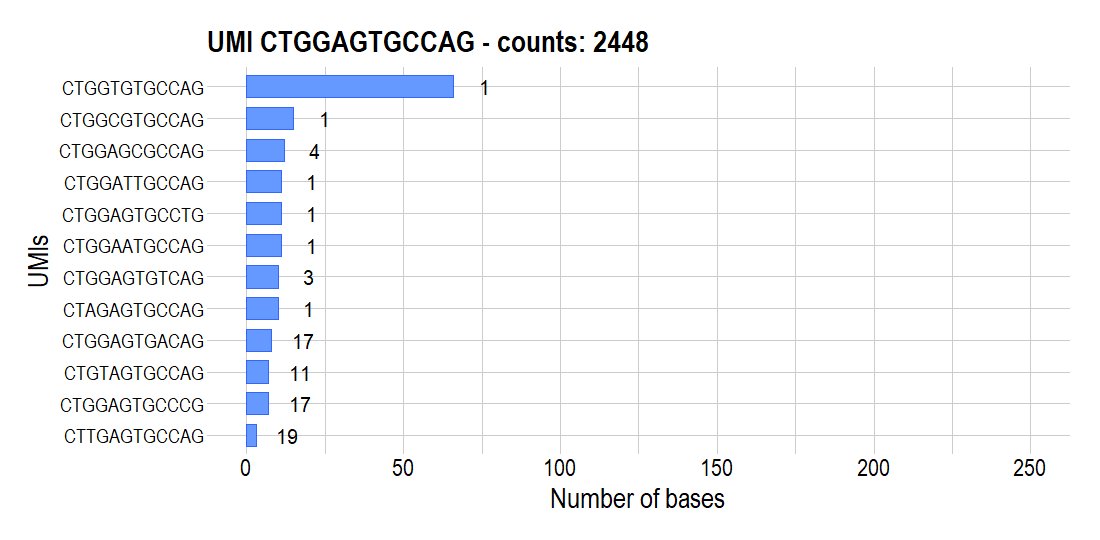 UMI CTGGAGTGCCAG - counts: 2448
CTGGTGTGCCAG 1
CTGGCGTGCCAG 1
CTGGAGCGCCAG 4
CTGGATTGCCAG 1
CTGGAGTGCCTG 1
CTGGAATGCCAG 1
CTGGAGTGTCAG 3
CTAGAGTGCCAG 1
CTGGAGTGACAG 17
CTGTAGTGCCAG 11
CTGGAGTGCCCG 17
CTTGAGTGCCAG 19
UMIs
0 50 100 150 200 250
Number of bases